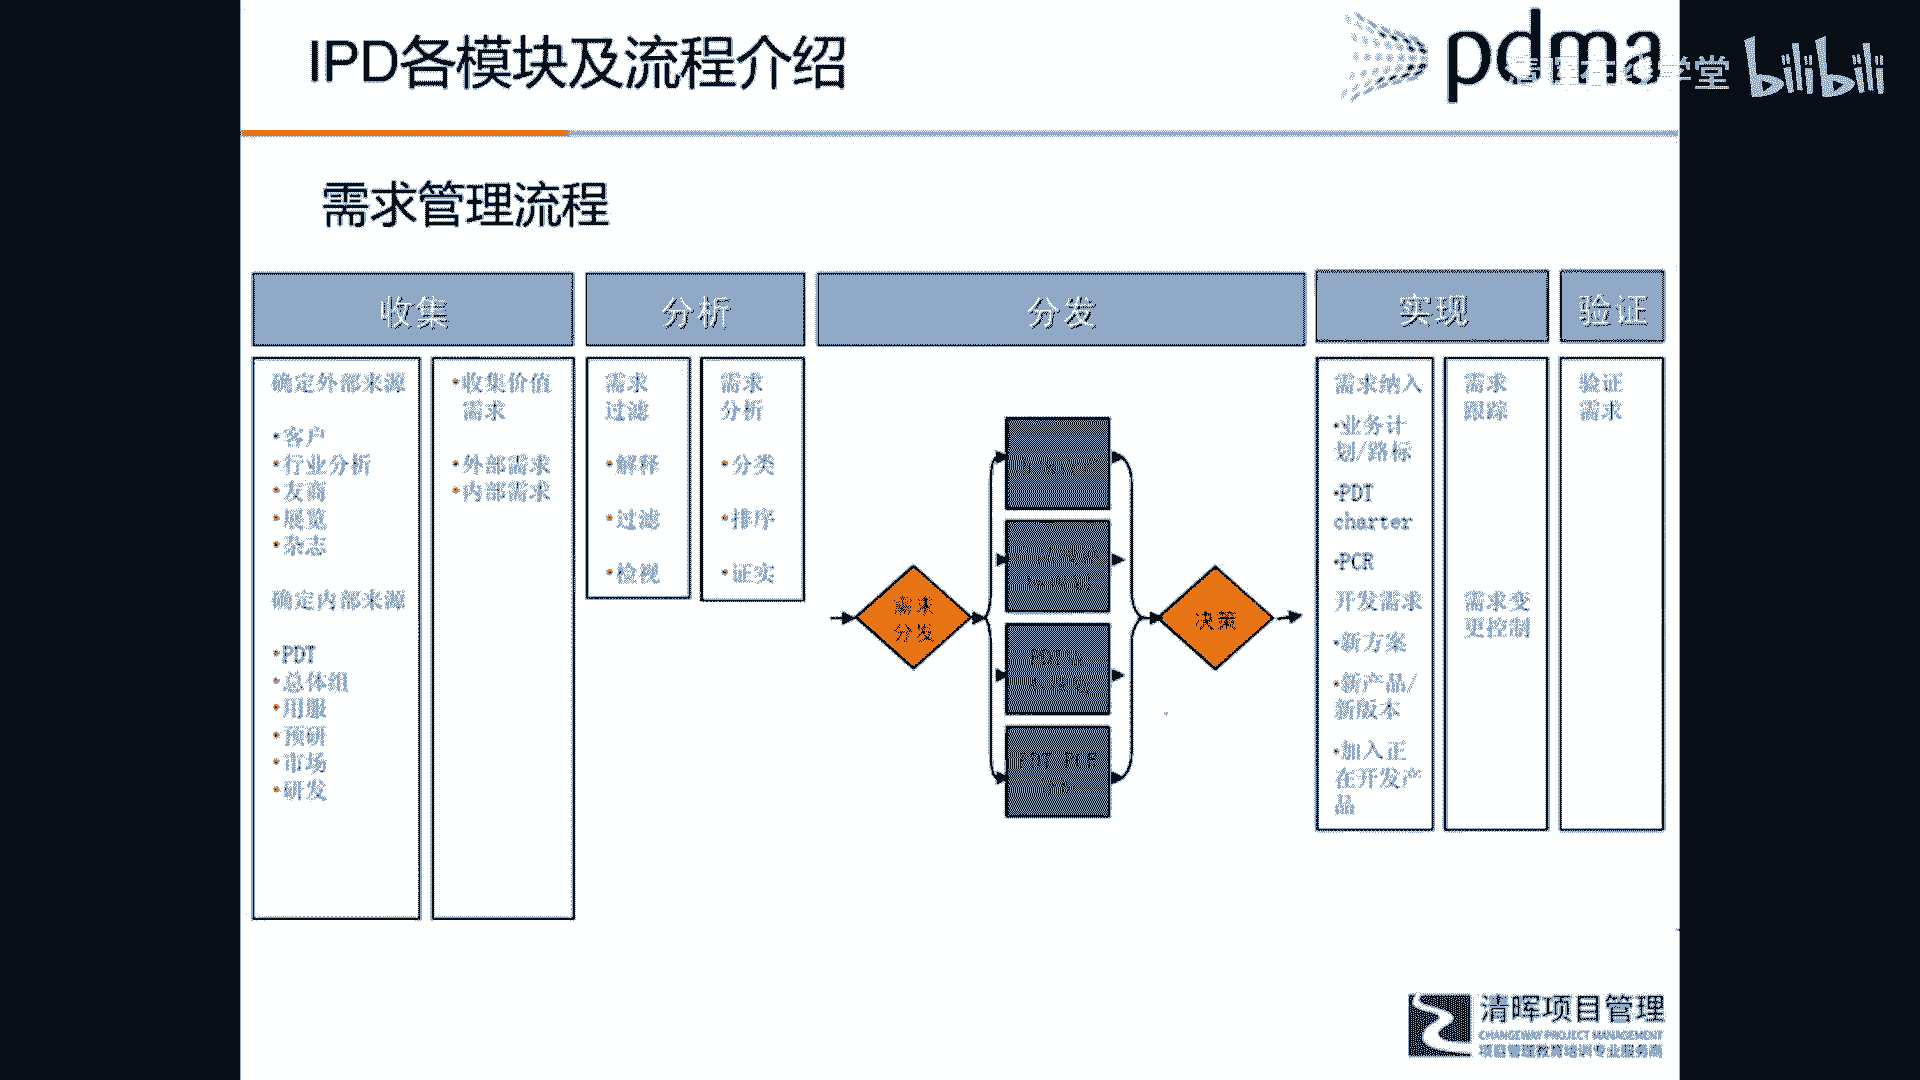 IPD各模块及流程介绍
pdma
学堂
bilibili
需求管理流程
收集
分析
分发
实现
验证
确定外部来源
•客户
•行业分析
•友商
•展览
•杂志
确定内部来源
•PDT
•总体组
•用服
•预研
•市场
•研发
•收集价值
需求
•外部需求
•内部需求
需求
过滤
•解释
•过滤
•检视
需求
分析
•分类
•排序
•证实
需求
分发
决策
需求纳入
•业务计
划/路标
•PDT
charter
•PCR
开发需求
•新方案
•新产品/
新版本
•加入正
在开发产
品
需求
跟踪
需求变
更控制
验证
需求
清晖项目管理
CHANGEWAY PROJECT MANAGEMENT
项目管理教育培训专业服务商